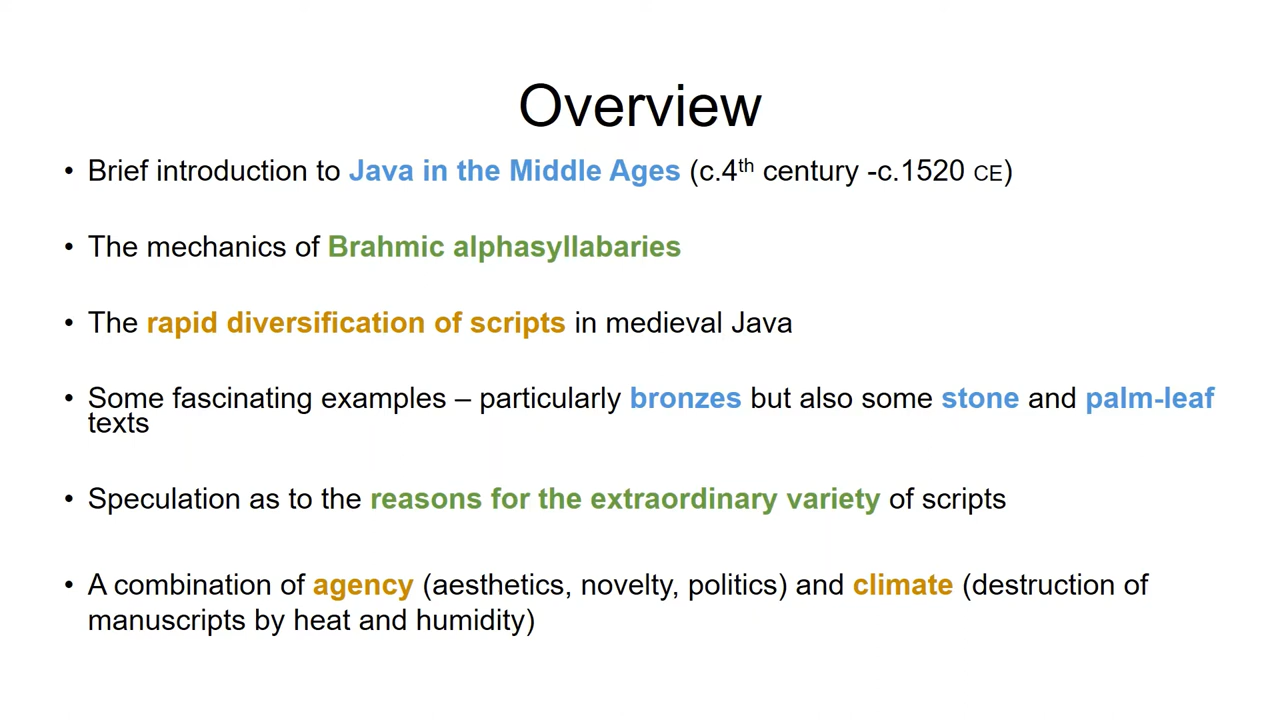 Overview
• Brief introduction to Java in the Middle Ages (c.4th century -c.1520 CE)
• The mechanics of Brahmic alphasyllabaries
• The rapid diversification of scripts in medieval Java
• Some fascinating examples – particularly bronzes but also some stone and palm-leaf
texts
• Speculation as to the reasons for the extraordinary variety of scripts
• A combination of agency (aesthetics, novelty, politics) and climate (destruction of
manuscripts by heat and humidity)